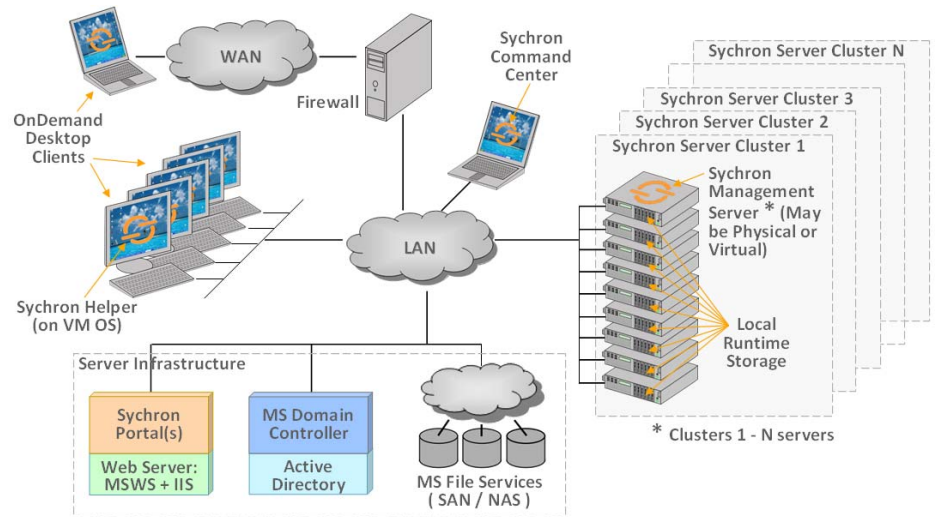 WAN
Firewall
OnDemand
Desktop
Clients
Sychron
Command
Center
Sychron Server Cluster N
Sychron Server Cluster 3
Sychron Server Cluster 2
Sychron Server Cluster 1
Sychron
Management
Server * (May
be Physical or
Virtual)
LAN
Sychron Helper
(on VM OS)
Local
Runtime
Storage
Server Infrastructure
Sychron
Portal(s)
Web Server:
MSWS + IIS
MS Domain
Controller
Active
Directory
MS File Services
( SAN / NAS )
* Clusters 1 - N servers